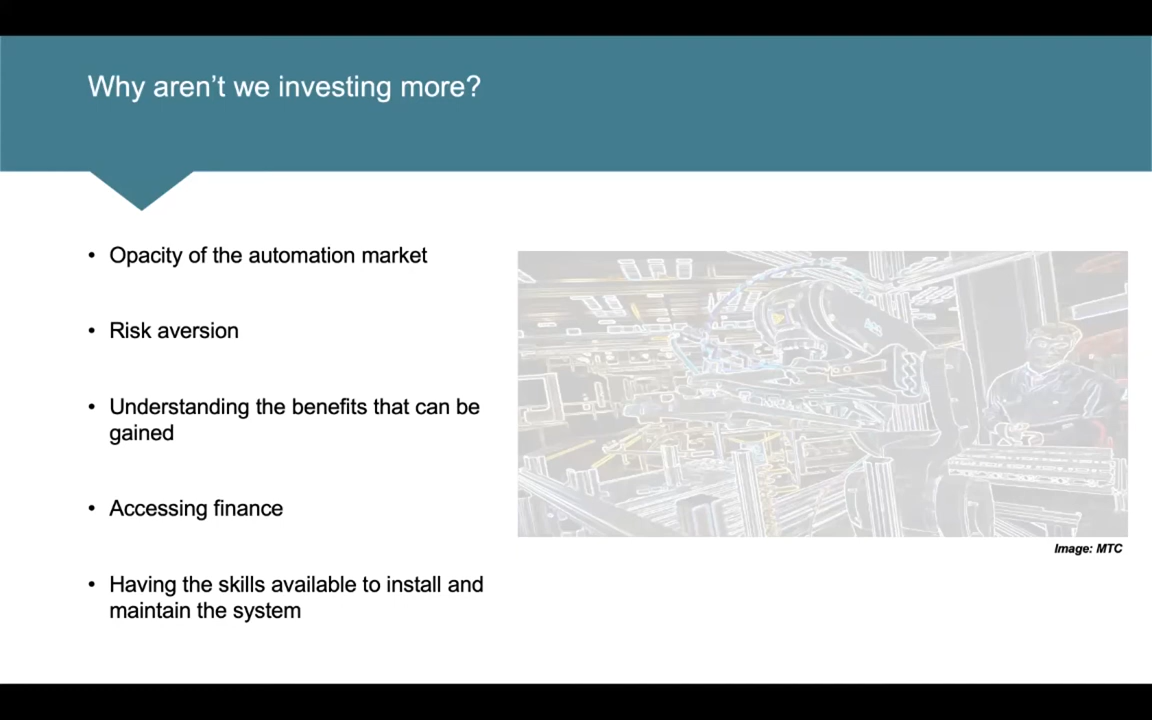 Why aren’t we investing more?
• Opacity of the automation market
• Risk aversion
• Understanding the benefits that can be
gained
• Accessing finance
• Having the skills available to install and
maintain the system
Image: MTC